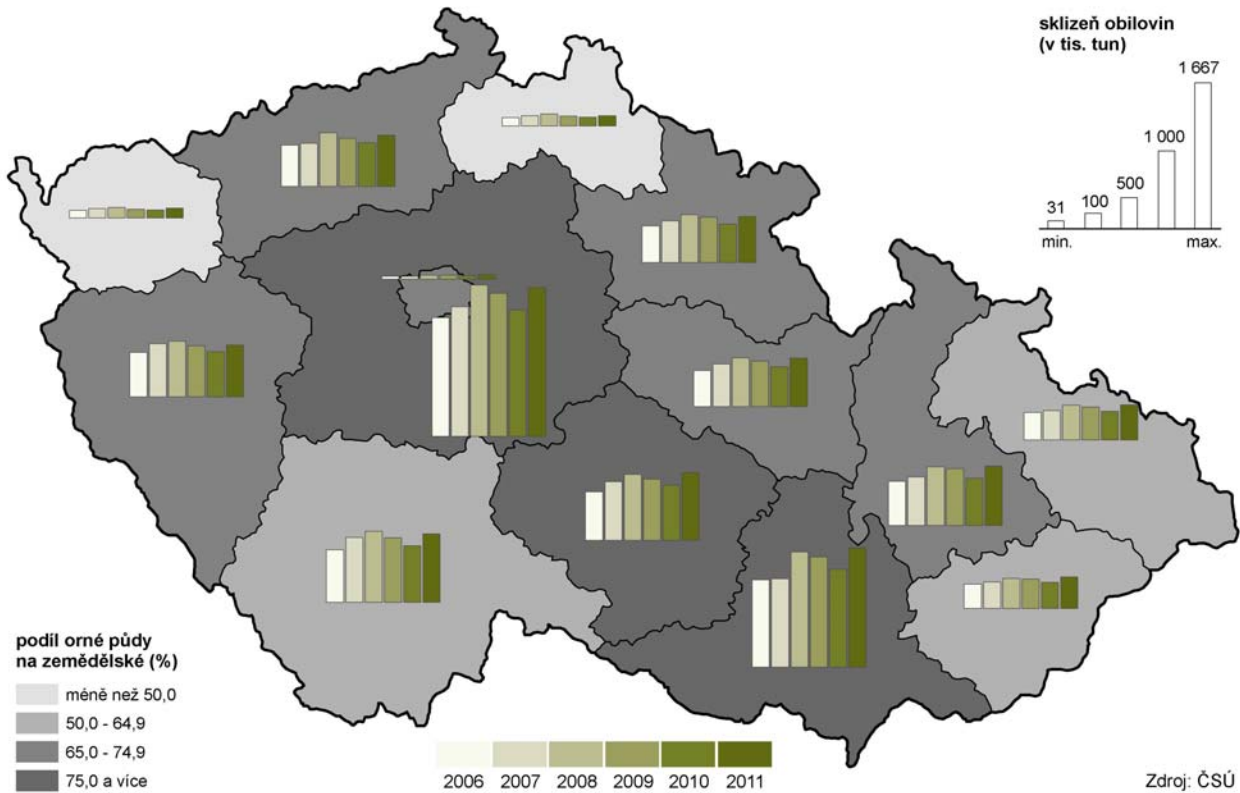 sklizeň obilovin
(v tis. tun)
1 667
1 000
500
100
31
min.
max.
podíl orné půdy
na zemědělské (%)
méně než 50,0
50,0 - 64,9
65,0 - 74,9
75,0 a více
2006 2007 2008 2009 2010 2011
Zdroj: ČSÚ